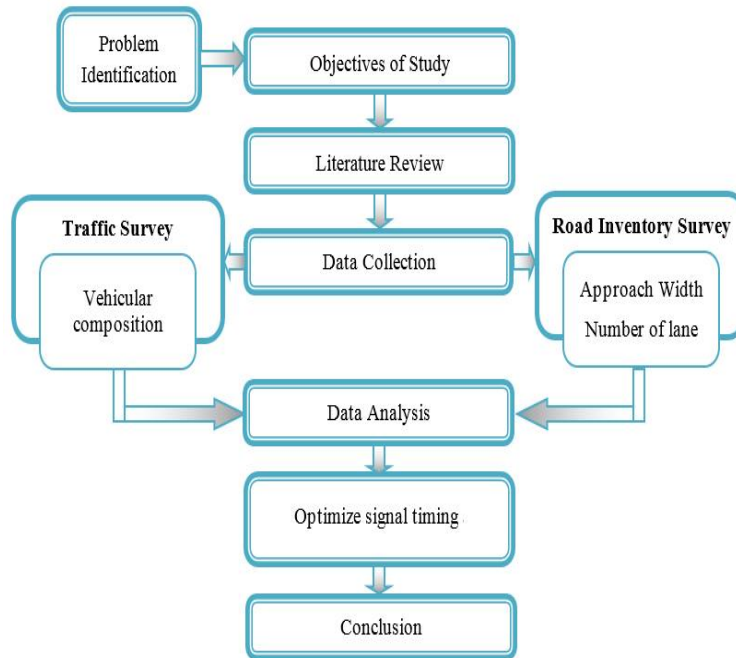 Problem
Identification
Objectives of Study
Literature Review
Traffic Survey
Vehicular
composition
Data Collection
Road Inventory Survey
Approach Width
Number of lane
Data Analysis
Optimize signal timing
Conclusion